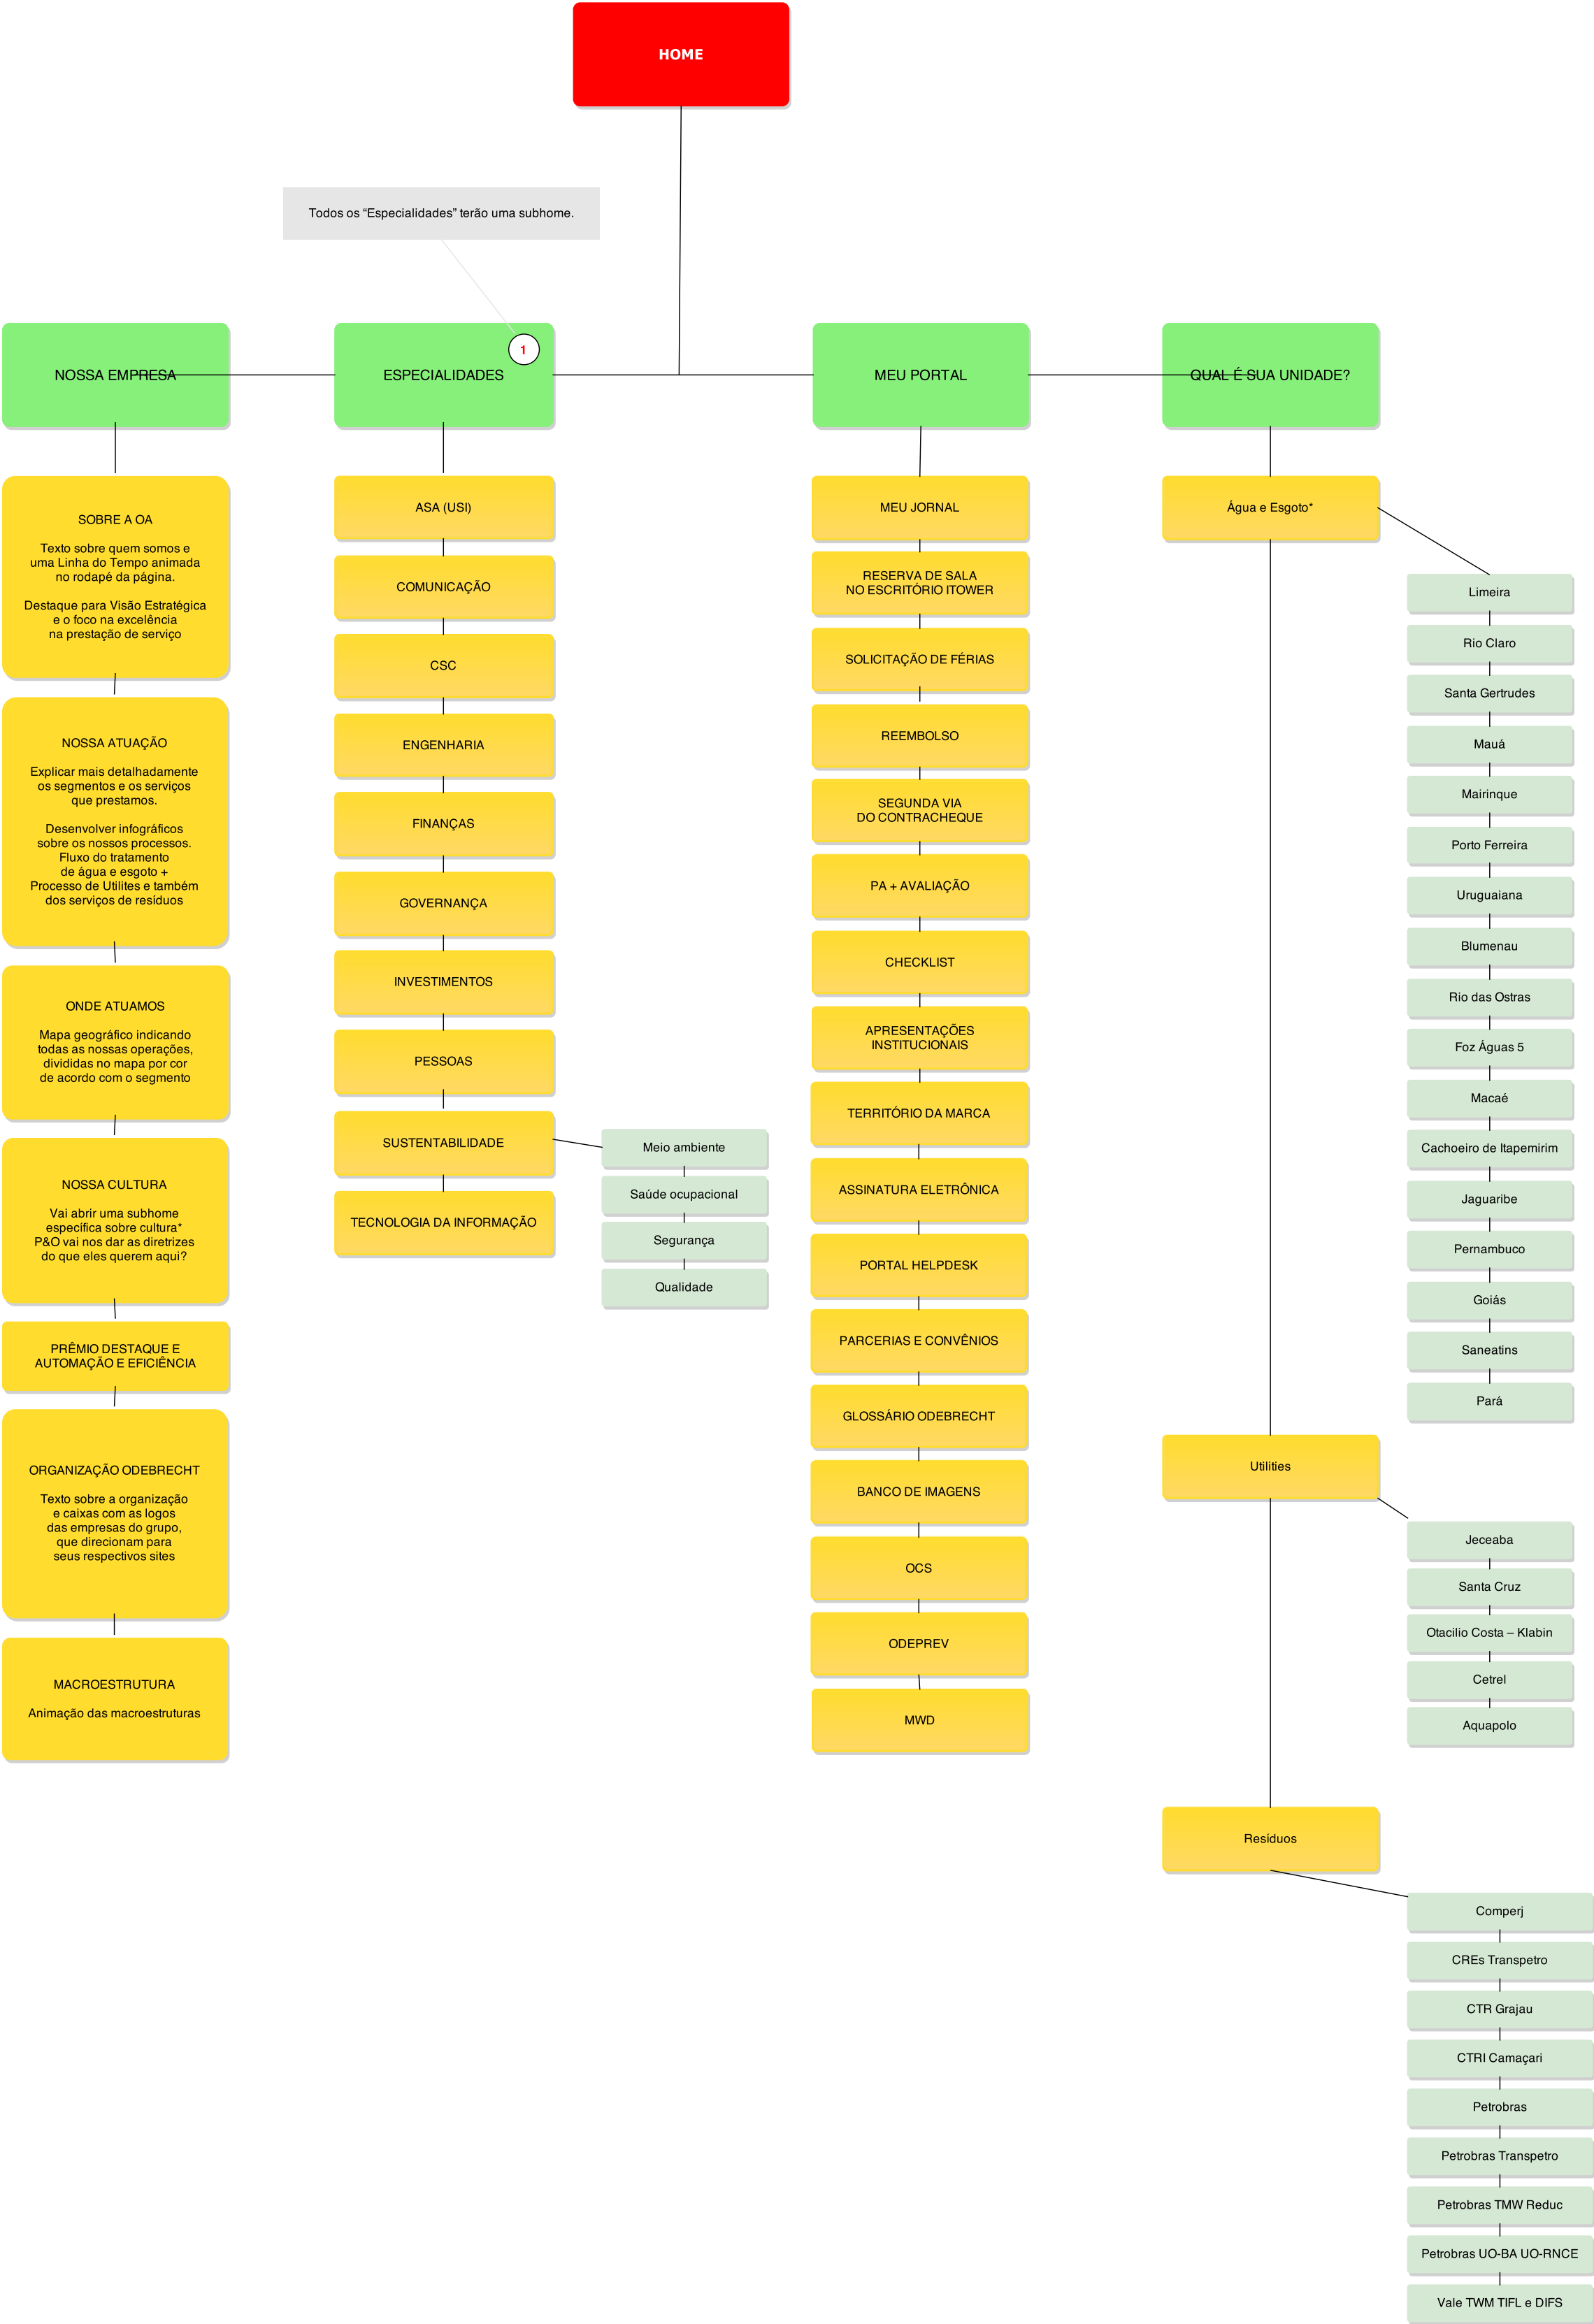 HOME
Todos os “Especialidades” terão uma subhome.
1
NOSSA EMPRESA
ESPECIALIDADES
MEU PORTAL
QUAL É SUA UNIDADE?
SOBRE A OA
Texto sobre quem somos e
uma Linha do Tempo animada
no rodapé da página.
Destaque para Visão Estratégica
e o foco na excelência
na prestação de serviço
NOSSA ATUAÇÃO
Explicar mais detalhadamente
os segmentos e os serviços
que prestamos.
Desenvolver infográficos
sobre os nossos processos.
Fluxo do tratamento
de água e esgoto +
Processo de Utilites e também
dos serviços de resíduos
ONDE ATUAMOS
Mapa geográfico indicando
todas as nossas operações,
divididas no mapa por cor
de acordo com o segmento
NOSSA CULTURA
Vai abrir uma subhome
específica sobre cultura*
P&O vai nos dar as diretrizes
do que eles querem aqui?
PRÊMIO DESTAQUE E
AUTOMAÇÃO E EFICIÊNCIA
ORGANIZAÇÃO ODEBRECHT
Texto sobre a organização
e caixas com as logos
das empresas do grupo,
que direcionam para
seus respectivos sites
MACROESTRUTURA
Animação das macroestruturas
ASA (USI)
COMUNICAÇÃO
CSC
ENGENHARIA
FINANÇAS
GOVERNANÇA
INVESTIMENTOS
PESSOAS
SUSTENTABILIDADE
TECNOLOGIA DA INFORMAÇÃO
Meio ambiente
Saúde ocupacional
Segurança
Qualidade
MEU JORNAL
RESERVA DE SALA
NO ESCRITÓRIO ITOWER
SOLICITAÇÃO DE FÉRIAS
REEMBOLSO
SEGUNDA VIA
DO CONTRACHEQUE
PA + AVALIAÇÃO
CHECKLIST
APRESENTAÇÕES
INSTITUCIONAIS
TERRITÓRIO DA MARCA
ASSINATURA ELETRÔNICA
PORTAL HELPDESK
PARCERIAS E CONVÊNIOS
GLOSSÁRIO ODEBRECHT
BANCO DE IMAGENS
OCS
ODEPREV
MWD
Água e Esgoto*
Limeira
Rio Claro
Santa Gertrudes
Mauá
Mairinque
Porto Ferreira
Uruguaiana
Blumenau
Rio das Ostras
Foz Águas 5
Macaé
Cachoeiro de Itapemirim
Jaguaribe
Pernambuco
Goiás
Saneatins
Pará
Utilities
Jeceaba
Santa Cruz
Otacilio Costa – Klabin
Cetrel
Aquapolo
Resíduos
Comperj
CREs Transpetro
CTR Grajau
CTRI Camaçari
Petrobras
Petrobras Transpetro
Petrobras TMW Reduc
Petrobras UO-BA UO-RNCE
Vale TWM TIFL e DIFS